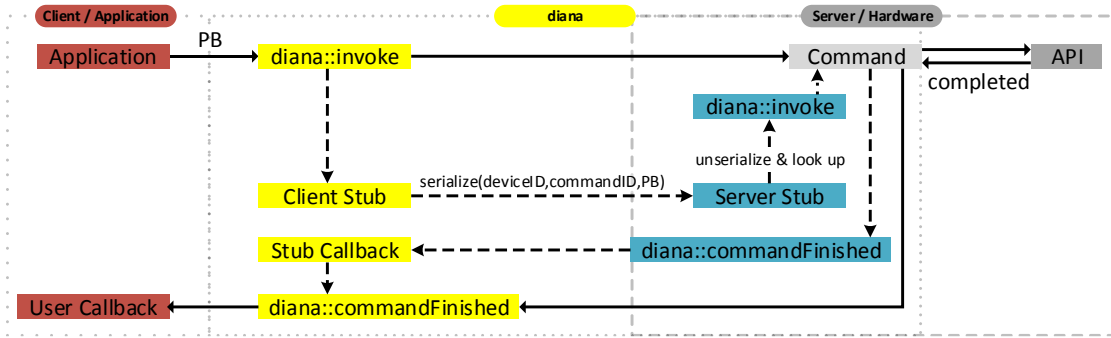 Client / Application
diana
Server / Hardware
PB
Application
diana::invoke
Command
API
completed
diana::invoke
unserialize & look up
serialize(deviceID,commandID,PB)
Client Stub
Server Stub
Stub Callback
diana::commandFinished
User Callback
diana::commandFinished